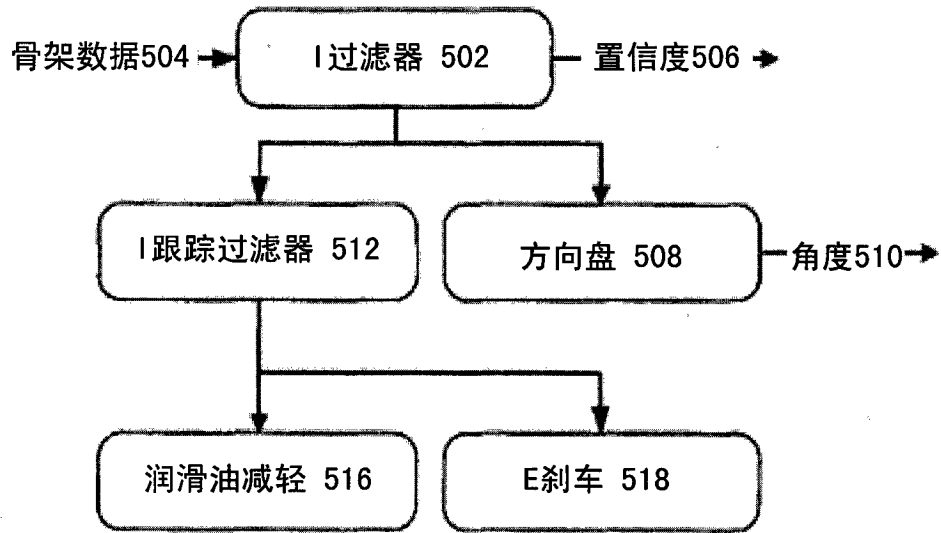 骨架数据504
I过滤器 502
置信度506
I跟踪过滤器 512
方向盘 508
角度510
润滑油减轻 516
E刹车 518